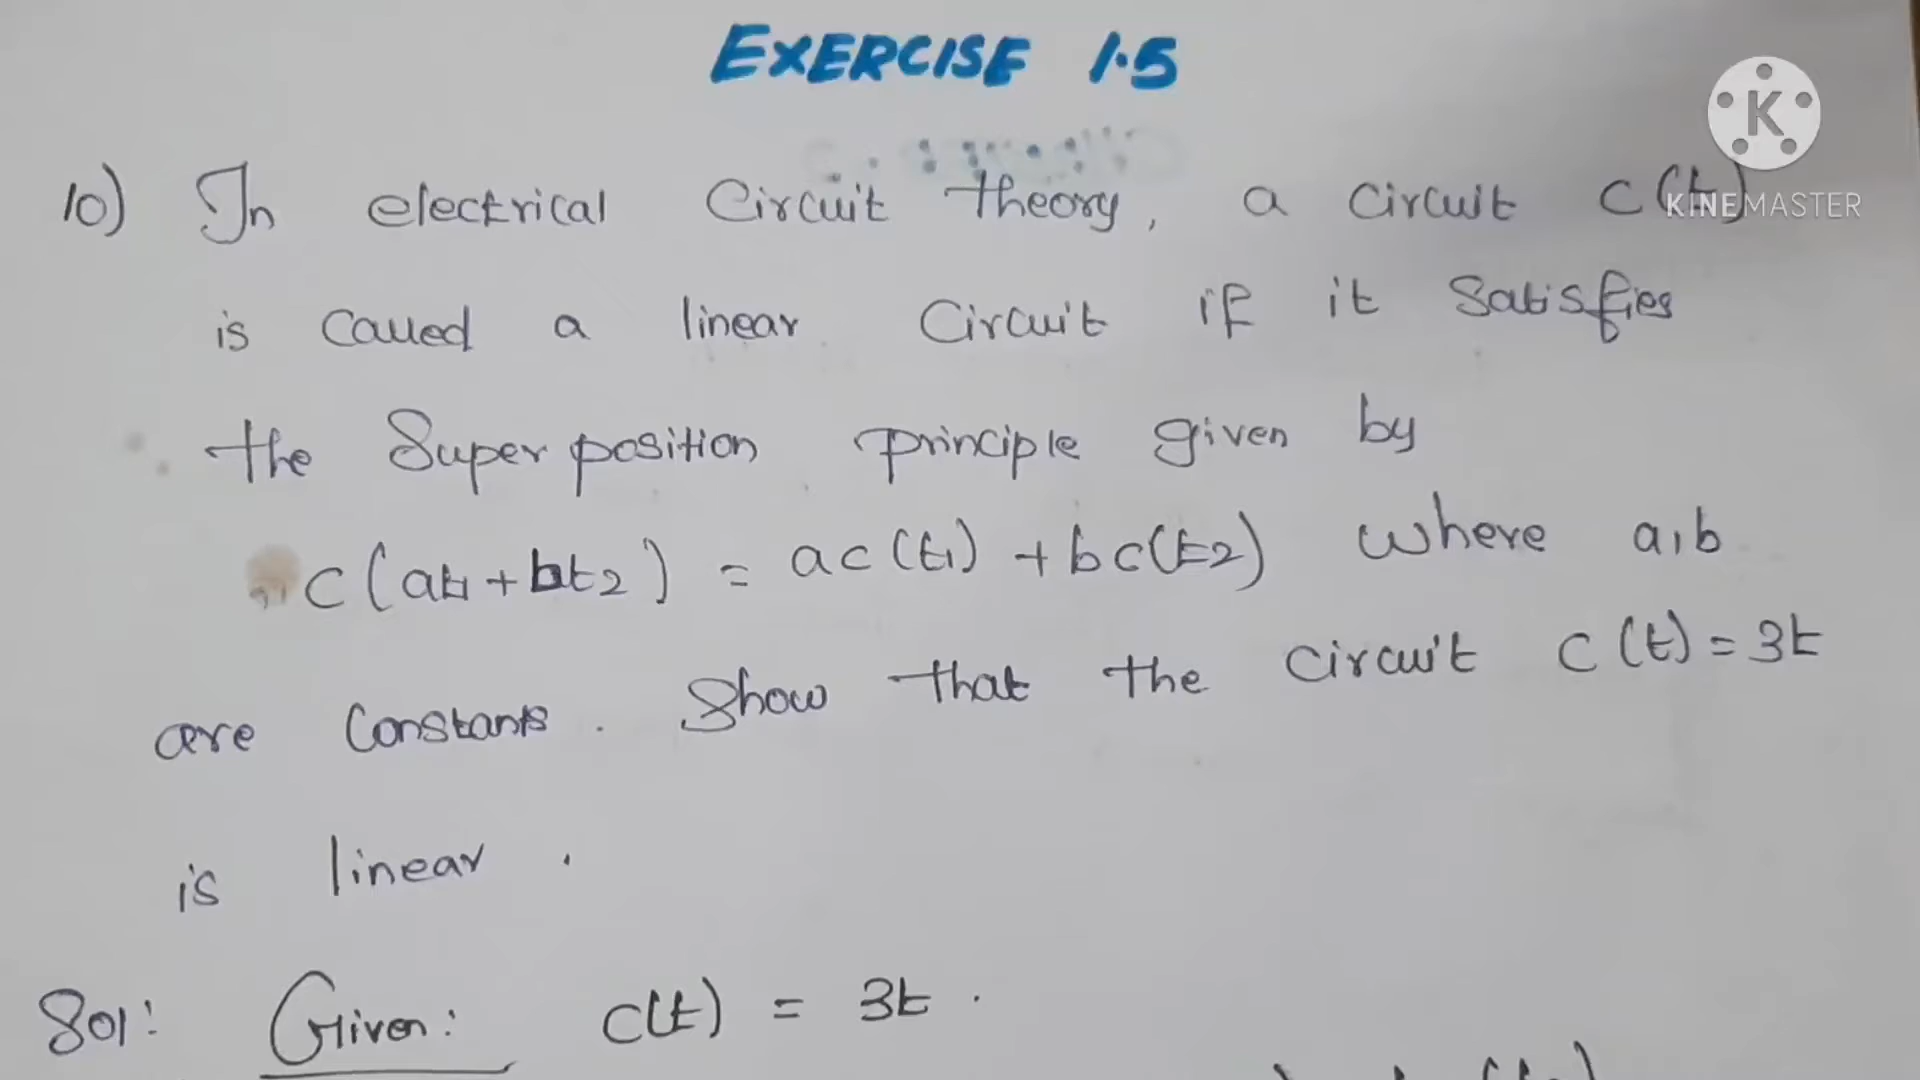 EXERCISE 1.5
K
KINEMASTER
10) In electrical Circuit theory, a circuit C(t)
is called a linear Circuit if it Satisfies
the Super position principle given by
C(at1 + bt2) = ac(t1) + bc(t2) where a,b
are Constants. Show that the circuit C(t) = 3t
is linear.
Sol: Given: C(t) = 3t.